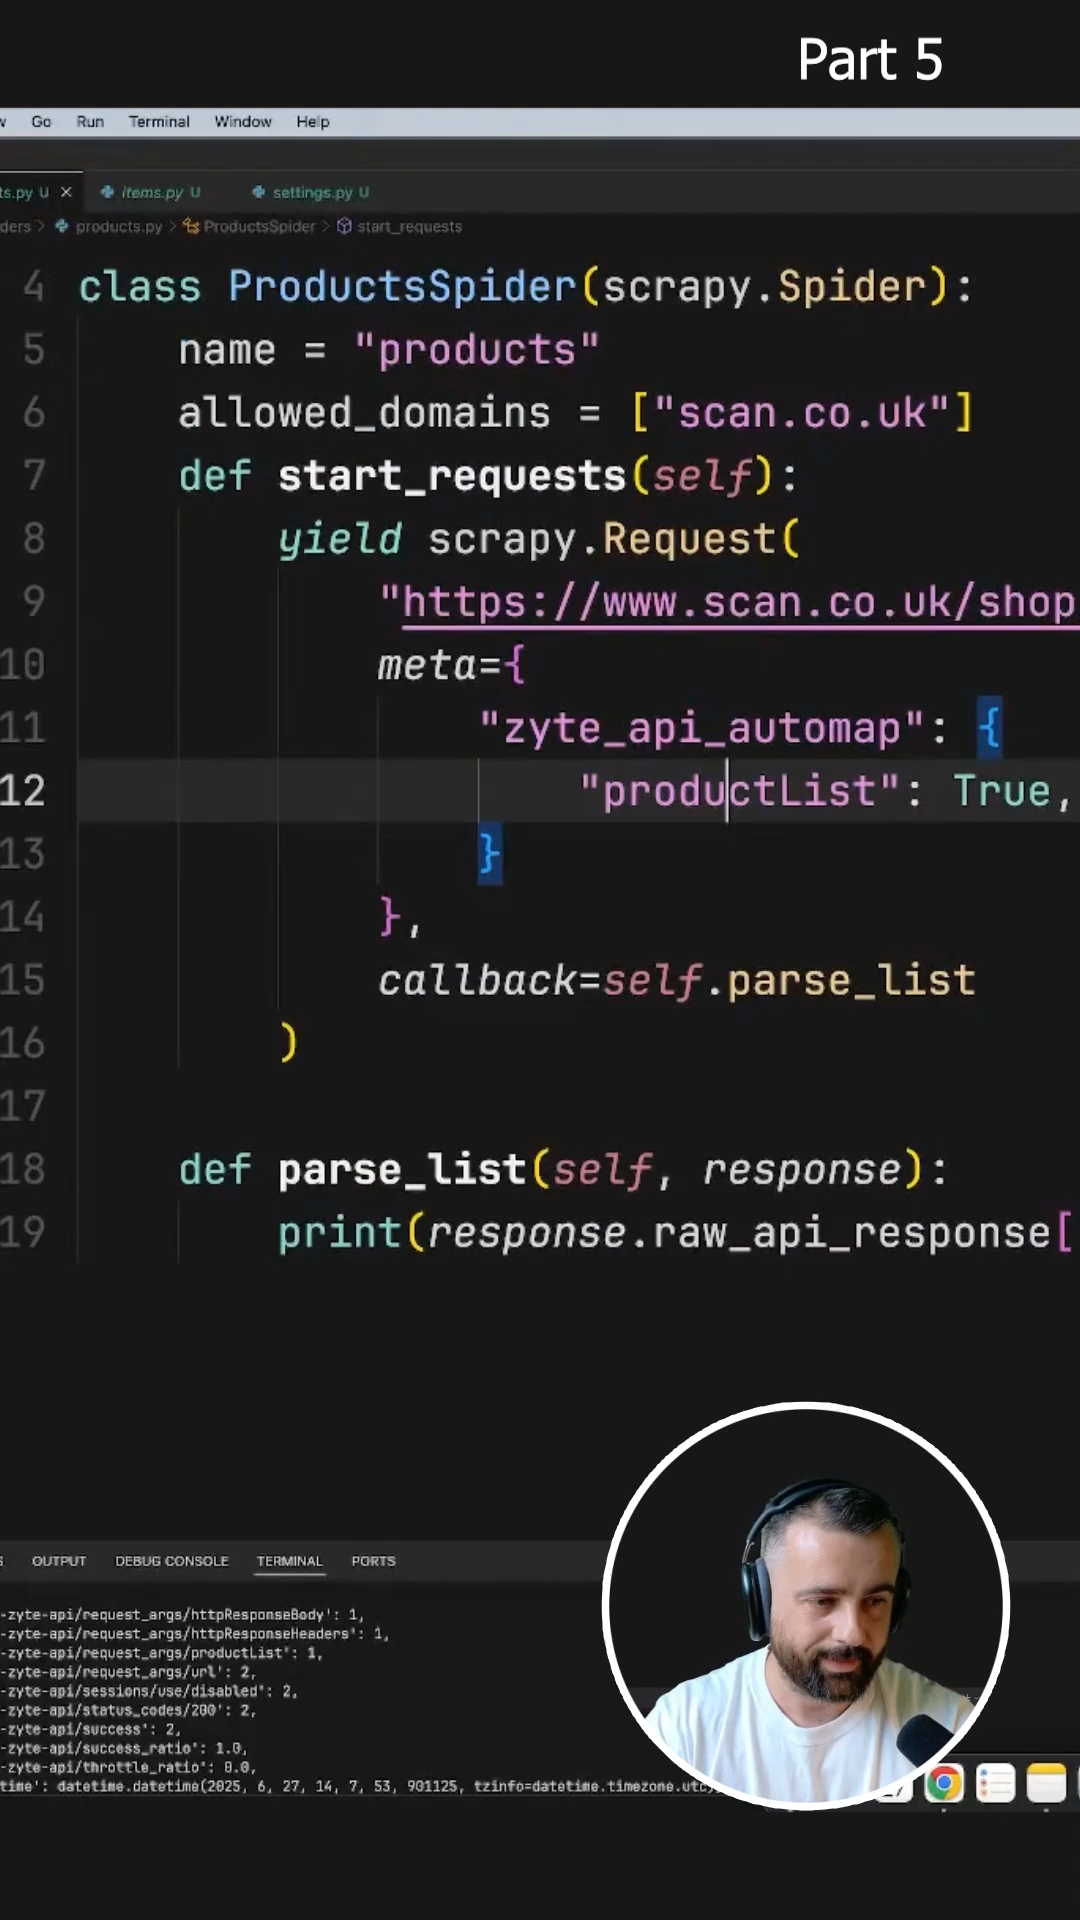 Part 5
Go Run Terminal Window Help
ts.py U × items.py U settings.py U
ders > products.py > ProductsSpider > start_requests
4 class ProductsSpider(scrapy.Spider):
5 name = "products"
6 allowed_domains = ["scan.co.uk"]
7 def start_requests(self):
8 yield scrapy.Request(
9 "https://www.scan.co.uk/shop
10 meta={
11 "zyte_api_automap": {
12 "productList": True,
13 }
14 },
15 callback=self.parse_list
16 )
17
18 def parse_list(self, response):
19 print(response.raw_api_response[
OUTPUT DEBUG CONSOLE TERMINAL PORTS
-zyte-api/request_args/httpResponseBody': 1,
-zyte-api/request_args/httpResponseHeaders': 1,
-zyte-api/request_args/productList': 1,
-zyte-api/request_args/url': 2,
-zyte-api/sessions/use/disabled': 2,
-zyte-api/status_codes/200': 2,
-zyte-api/success': 2,
-zyte-api/success_ratio': 1.0,
-zyte-api/throttle_ratio': 0.0,
time': datetime.datetime(2025, 6, 27, 14, 7, 53, 901125, tzinfo=datetime.timezone.utc)